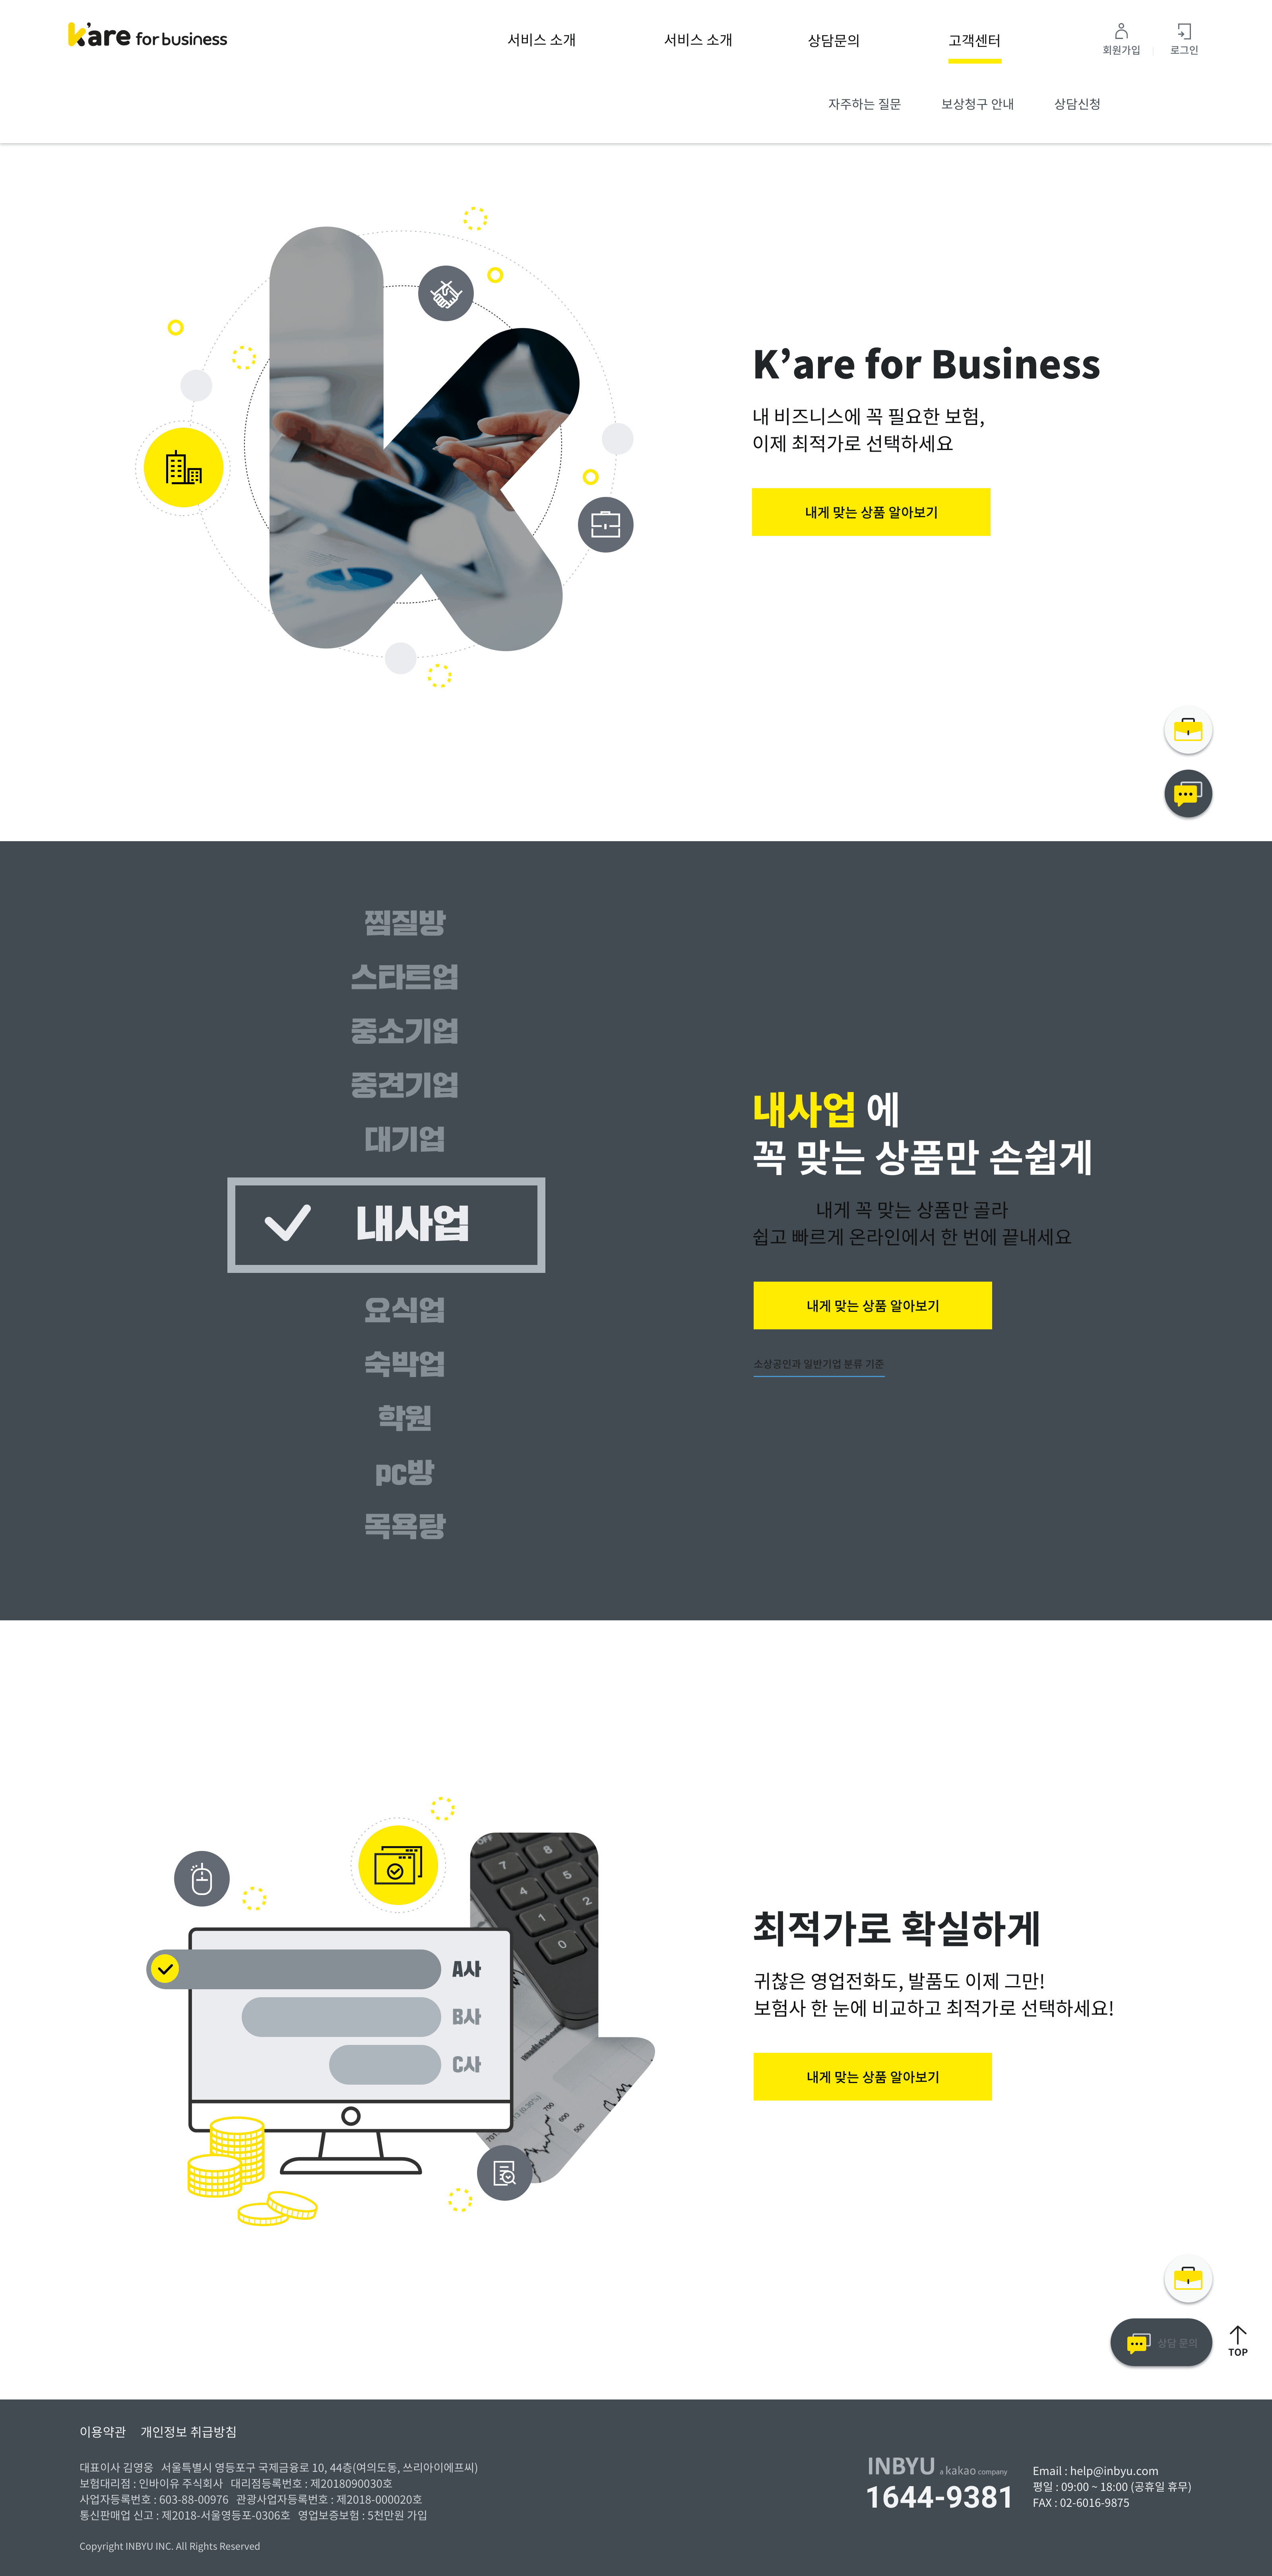 k'are for business
서비스 소개
서비스 소개
상담문의
고객센터
회원가입
로그인
자주하는 질문
보상청구 안내
상담신청
K’are for Business
내 비즈니스에 꼭 필요한 보험,
이제 최적가로 선택하세요
내게 맞는 상품 알아보기
찜질방
스타트업
중소기업
중견기업
대기업
내사업
요식업
숙박업
학원
pc방
목욕탕
내사업 에
꼭 맞는 상품만 손쉽게
내게 꼭 맞는 상품만 골라
쉽고 빠르게 온라인에서 한 번에 끝내세요
내게 맞는 상품 알아보기
소상공인과 일반기업 분류 기준
OFF
7
8
4
5
1
2
0
A사
B사
C사
700
600
500
최적가로 확실하게
귀찮은 영업전화도, 발품도 이제 그만!
보험사 한 눈에 비교하고 최적가로 선택하세요!
내게 맞는 상품 알아보기
상담 문의
TOP
이용약관 개인정보 취급방침
대표이사 김영웅 서울특별시 영등포구 국제금융로 10, 44층(여의도동, 쓰리아이에프씨)
보험대리점 : 인바이유 주식회사 대리점등록번호 : 제2018090030호
사업자등록번호 : 603-88-00976 관광사업자등록번호 : 제2018-000020호
통신판매업 신고 : 제2018-서울영등포-0306호 영업보증보험 : 5천만원 가입
Copyright INBYU INC. All Rights Reserved
INBYU a kakao company
1644-9381
Email : help@inbyu.com
평일 : 09:00 ~ 18:00 (공휴일 휴무)
FAX : 02-6016-9875